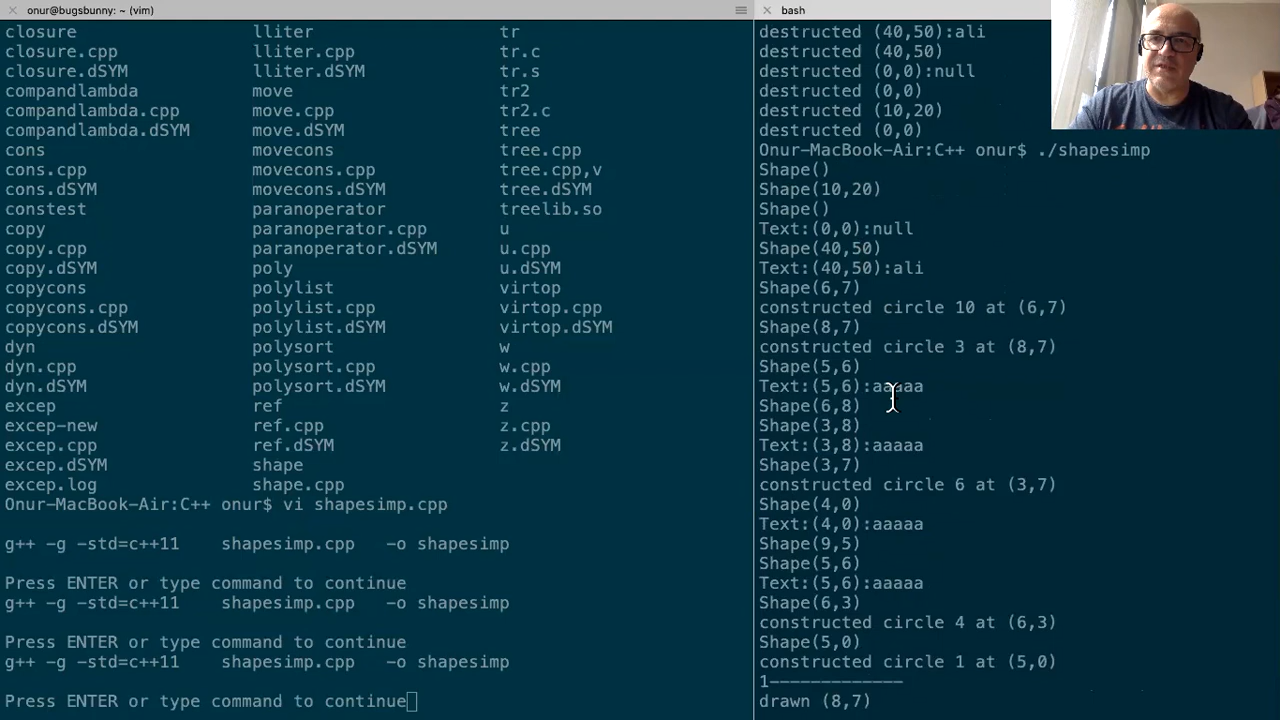 onur@bugsbunny: ~ (vim)
closure lliter tr
closure.cpp lliter.cpp tr.c
closure.dSYM lliter.dSYM tr.s
compandlambda move tr2
compandlambda.cpp move.cpp tr2.c
compandlambda.dSYM move.dSYM tree
cons movecons tree.cpp
cons.cpp movecons.cpp tree.cpp,v
cons.dSYM movecons.dSYM tree.dSYM
constest paranoperator treelib.so
copy paranoperator.cpp u
copy.cpp paranoperator.dSYM u.cpp
copy.dSYM poly u.dSYM
copycons polylist virtop
copycons.cpp polylist.cpp virtop.cpp
copycons.dSYM polylist.dSYM virtop.dSYM
dyn polysort w
dyn.cpp polysort.cpp w.cpp
dyn.dSYM polysort.dSYM w.dSYM
excep ref z
excep-new ref.cpp z.cpp
excep.cpp ref.dSYM z.dSYM
excep.dSYM shape
excep.log shape.cpp
Onur-MacBook-Air:C++ onur$ vi shapesimp.cpp
g++ -g -std=c++11 shapesimp.cpp -o shapesimp
Press ENTER or type command to continue
g++ -g -std=c++11 shapesimp.cpp -o shapesimp
Press ENTER or type command to continue
g++ -g -std=c++11 shapesimp.cpp -o shapesimp
Press ENTER or type command to continue
bash
destructed (40,50):ali
destructed (40,50)
destructed (0,0):null
destructed (0,0)
destructed (10,20)
destructed (0,0)
Onur-MacBook-Air:C++ onur$ ./shapesimp
Shape()
Shape(10,20)
Shape()
Text:(0,0):null
Shape(40,50)
Text:(40,50):ali
Shape(6,7)
constructed circle 10 at (6,7)
Shape(8,7)
constructed circle 3 at (8,7)
Shape(5,6)
Text:(5,6):aaaaa
Shape(6,8)
Shape(3,8)
Text:(3,8):aaaaa
Shape(3,7)
constructed circle 6 at (3,7)
Shape(4,0)
Text:(4,0):aaaaa
Shape(9,5)
Shape(5,6)
Text:(5,6):aaaaa
Shape(6,3)
constructed circle 4 at (6,3)
Shape(5,0)
constructed circle 1 at (5,0)
1-------------
drawn (8,7)